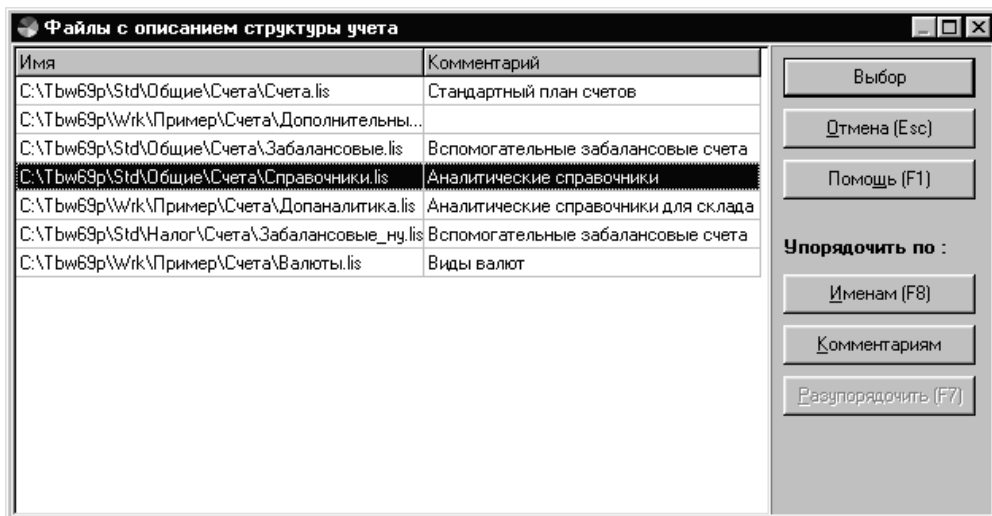 Файлы с описанием структуры учета
Имя Комментарий
C:\Tbw69p\Std\Общие\Счета\Счета.lis Стандартный план счетов
C:\Tbw69p\Wrk\Пример\Счета\Дополнительны...
C:\Tbw69p\Std\Общие\Счета\Забалансовые.lis Вспомогательные забалансовые счета
C:\Tbw69p\Std\Общие\Счета\Справочники.lis Аналитические справочники
C:\Tbw69p\Wrk\Пример\Счета\Допаналитика.lis Аналитические справочники для склада
C:\Tbw69p\Std\Налог\Счета\Забалансовые_ну.lis Вспомогательные забалансовые счета
C:\Tbw69p\Wrk\Пример\Счета\Валюты.lis Виды валют
Выбор
Отмена (Esc)
Помощь (F1)
Упорядочить по :
Именам (F8)
Комментариям
Разупорядочить (F7)